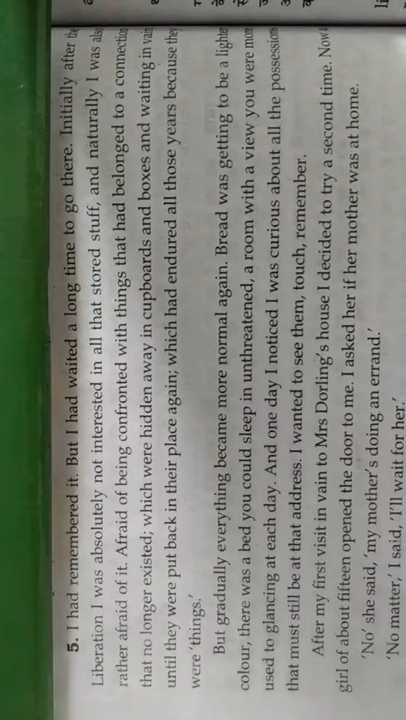 5. I had remembered it. But I had waited a long time to go there. Initially after the
Liberation I was absolutely not interested in all that stored stuff, and naturally I was also
rather afraid of it. Afraid of being confronted with things that had belonged to a connection
that no longer existed; which were hidden away in cupboards and boxes and waiting in vain
until they were put back in their place again; which had endured all those years because they
were 'things.'
But gradually everything became more normal again. Bread was getting to be a lighter
colour, there was a bed you could sleep in unthreatened, a room with a view you were more
used to glancing at each day. And one day I noticed I was curious about all the possessions
that must still be at that address. I wanted to see them, touch, remember.
After my first visit in vain to Mrs Dorling's house I decided to try a second time. Now a
girl of about fifteen opened the door to me. I asked her if her mother was at home.
'No' she said, 'my mother's doing an errand.'
'No matter,' I said, 'I'll wait for her.'